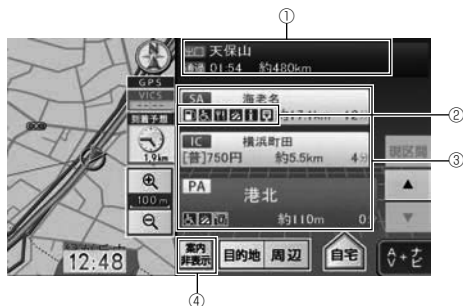 ①
出口 天保山
通過 01:54 約480km
GPS
VICS
--:--
到着予想
1.9km
100m
SA 海老名
②
IC 横浜町田
[普]750円 約5.5km 4分
③
現区間
PA 港北
約110m 0
12:48
案内
非表示
目的地
周辺
自宅
④